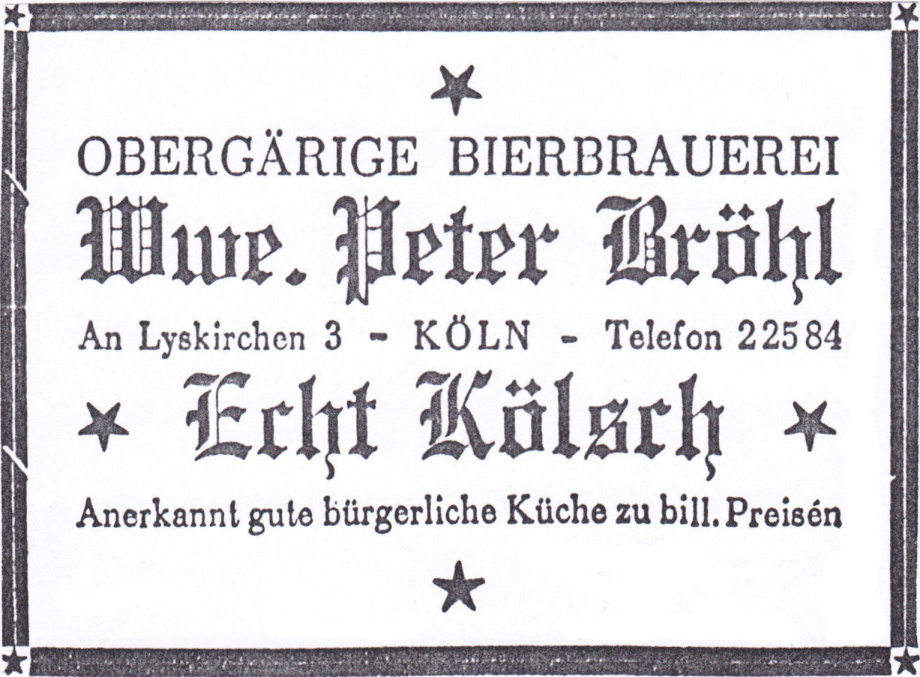 OBERGÄRIGE BIERBRAUEREI
Wwe. Peter Bröhl
An Lyskirchen 3 - KÖLN - Telefon 22584
Echt Kölsch
Anerkannt gute bürgerliche Küche zu bill. Preisén